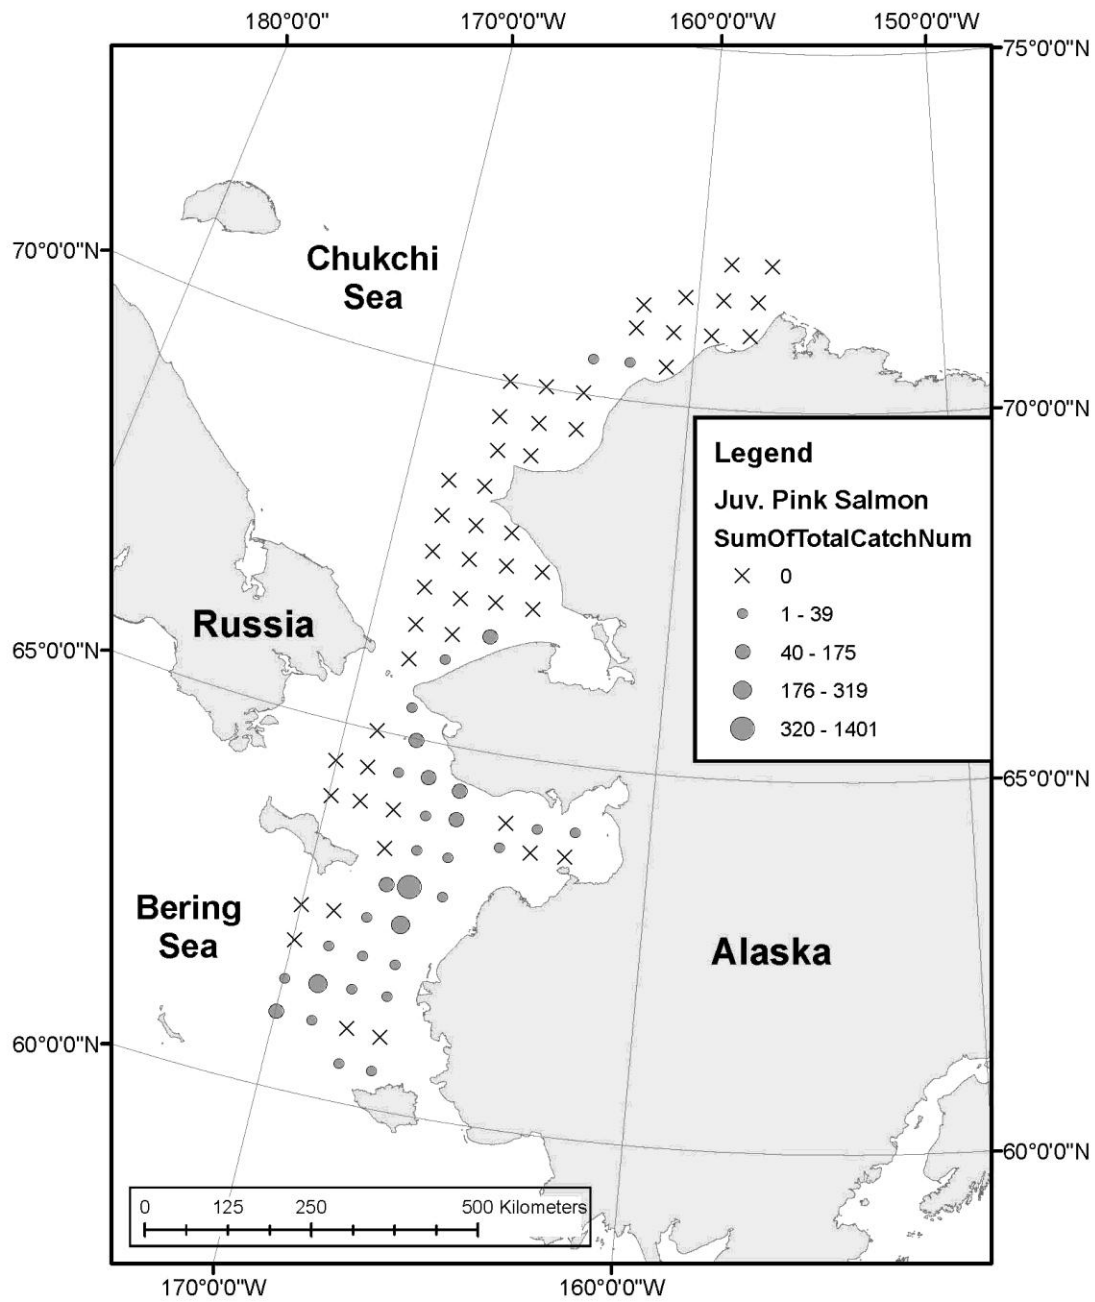 180°0'0" 170°0'0"W 160°0'0"W 150°0'0"W
75°0'0"N
70°0'0"N
Chukchi
Sea
70°0'0"N
Legend
Juv. Pink Salmon
SumOfTotalCatchNum
0
1 - 39
40 - 175
176 - 319
320 - 1401
Russia
65°0'0"N
65°0'0"N
Bering
Sea
Alaska
60°0'0"N
60°0'0"N
0 125 250 500 Kilometers
170°0'0"W 160°0'0"W